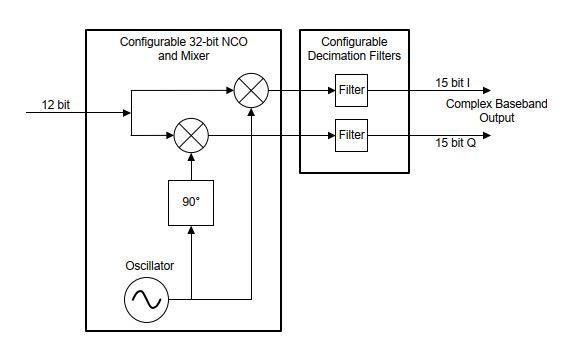 Configurable 32-bit NCO
and Mixer
Configurable
Decimation Filters
12 bit
Filter
15 bit I
Complex Baseband
Output
Filter
15 bit Q
90°
Oscillator